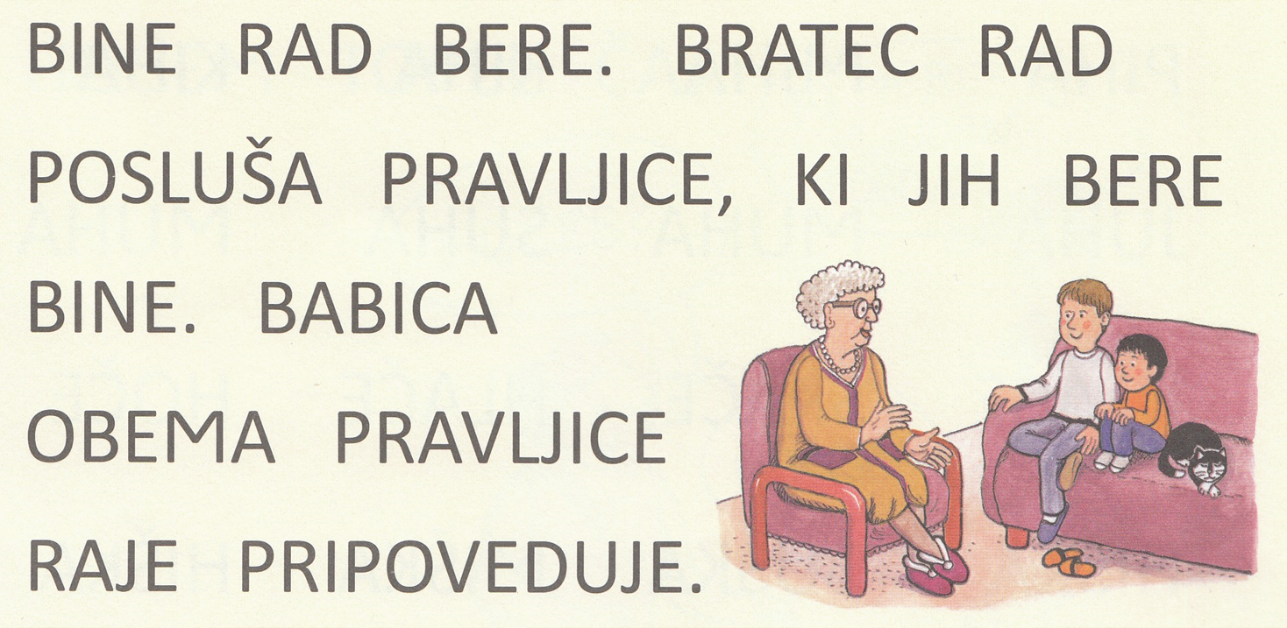 BINE RAD BERE. BRATEC RAD
POSLUŠA PRAVLJICE, KI JIH BERE
BINE. BABICA
OBEMA PRAVLJICE
RAJE PRIPOVEDUJE.